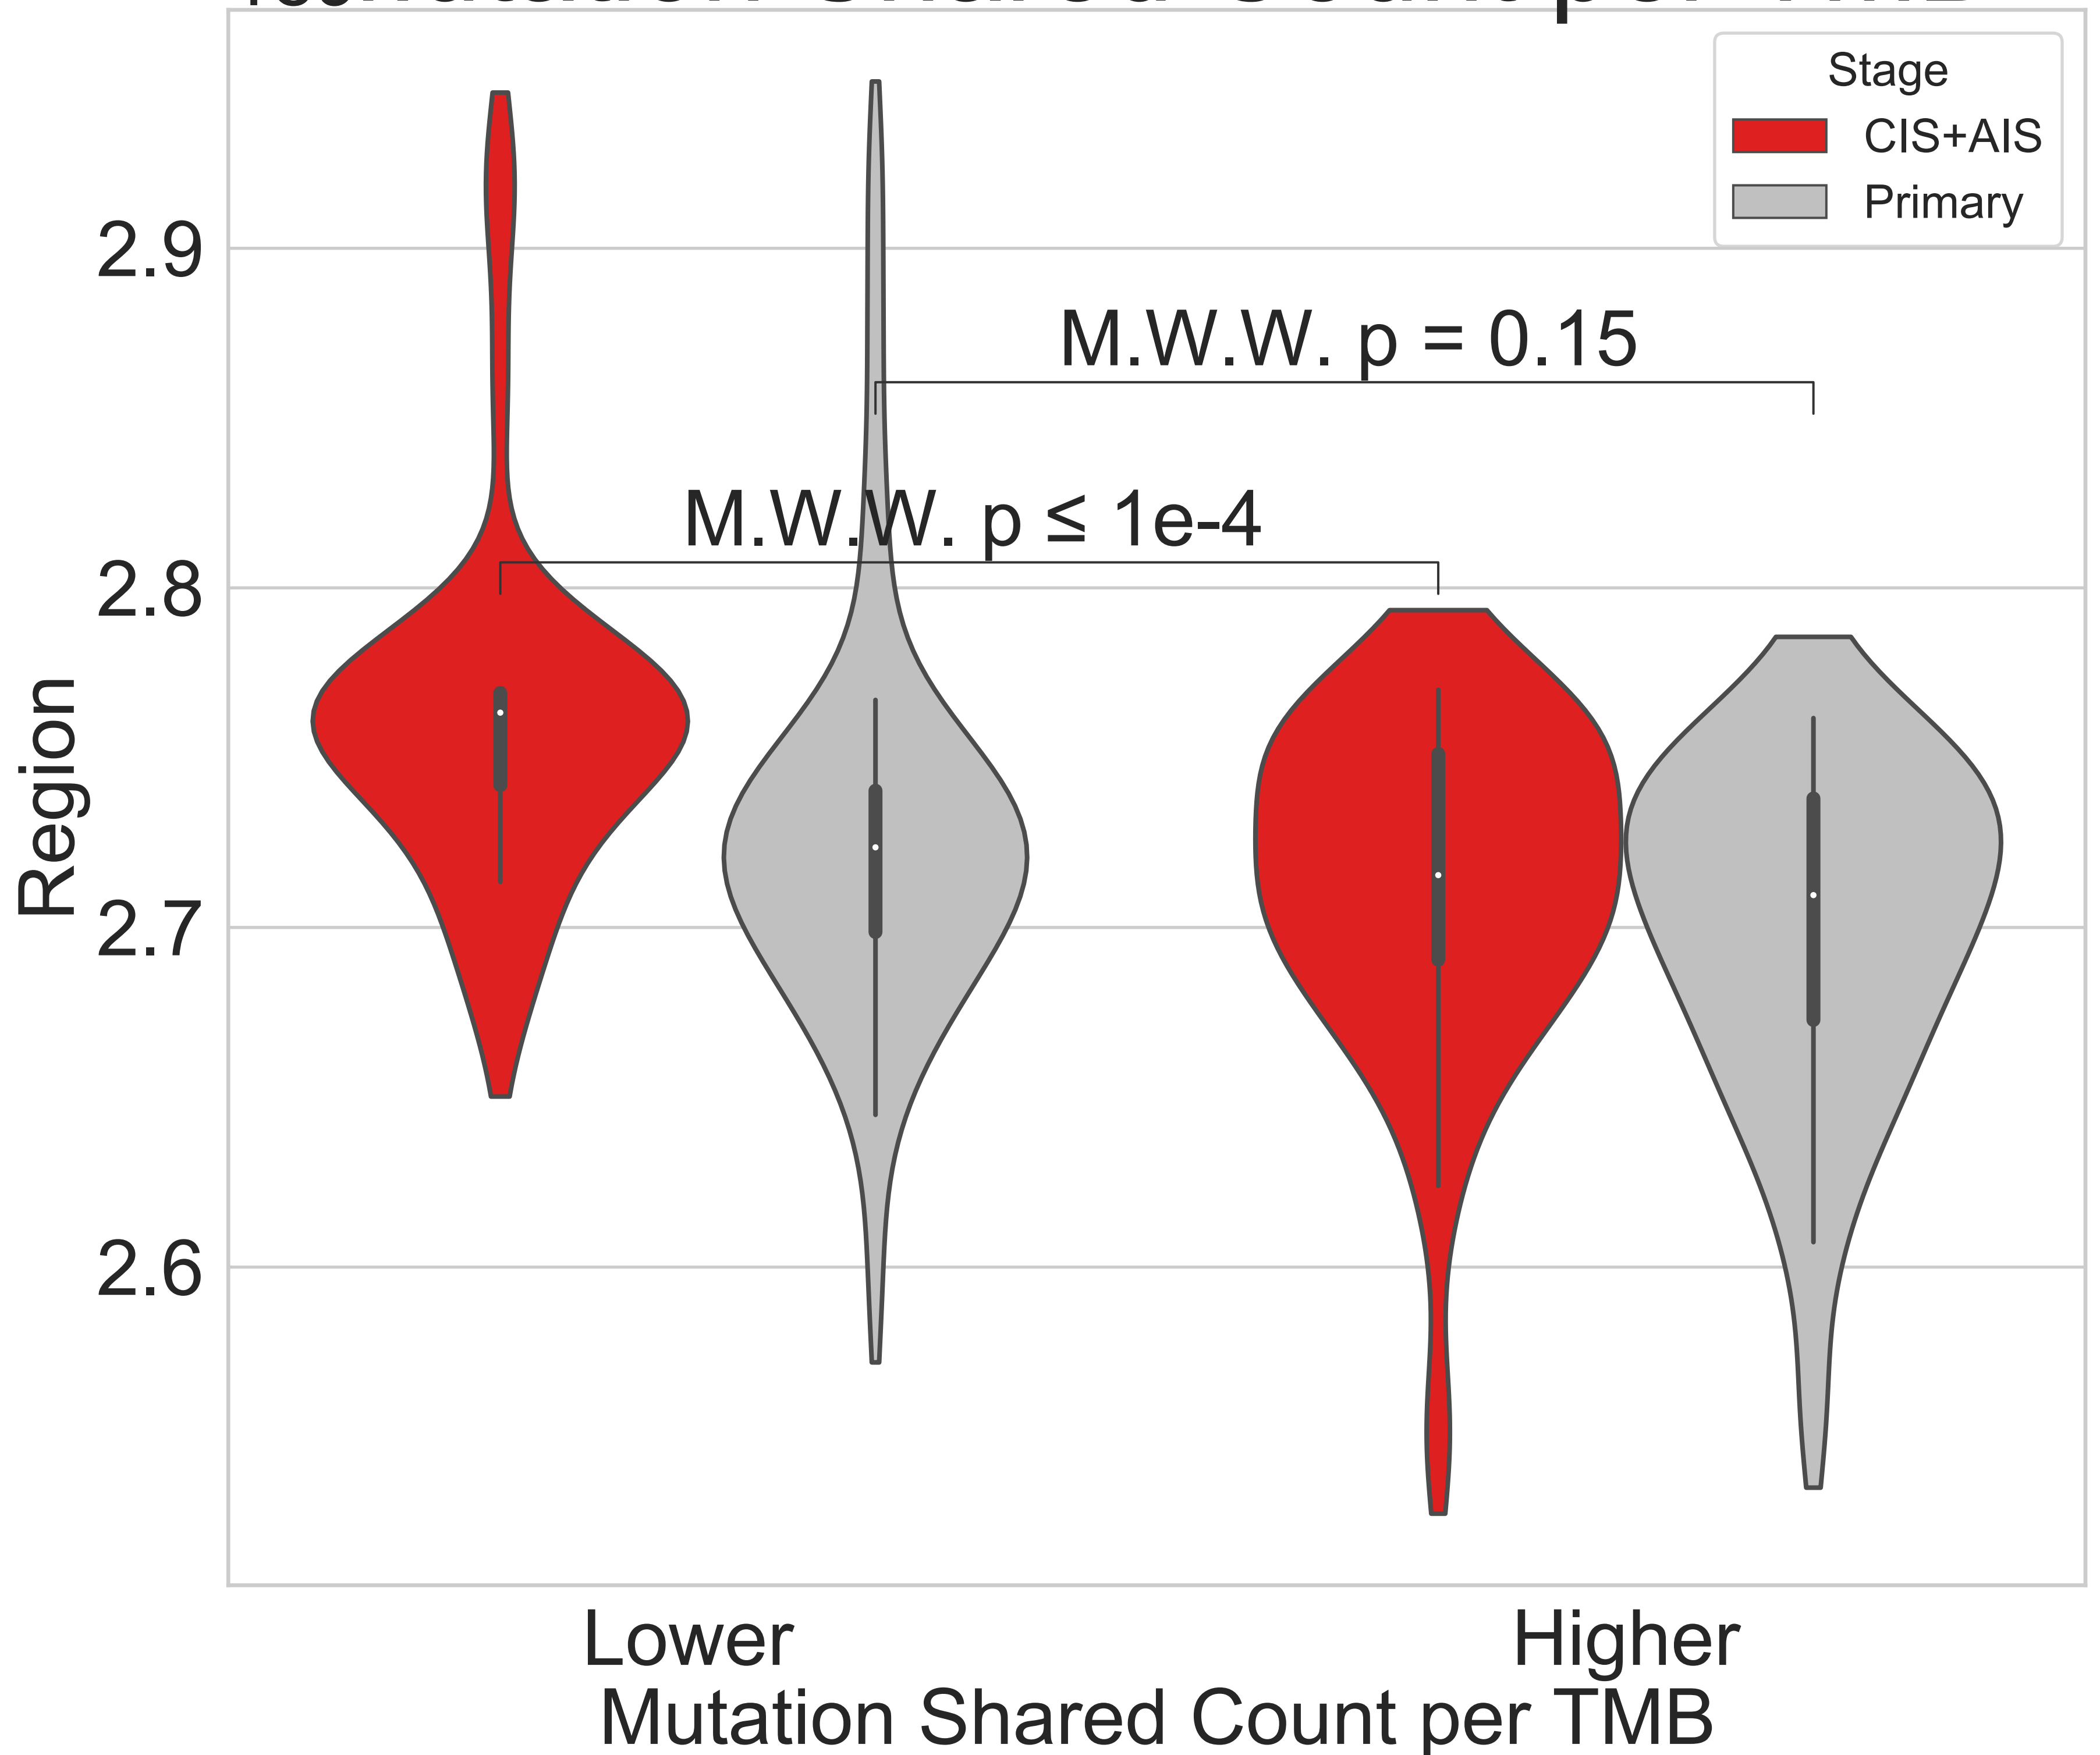 Stage
CIS+AIS
Primary
2.9
M.W.W. p = 0.15
M.W.W. p ≤ 1e-4
2.8
Region
2.7
2.6
Lower
Higher
Mutation Shared Count per TMB